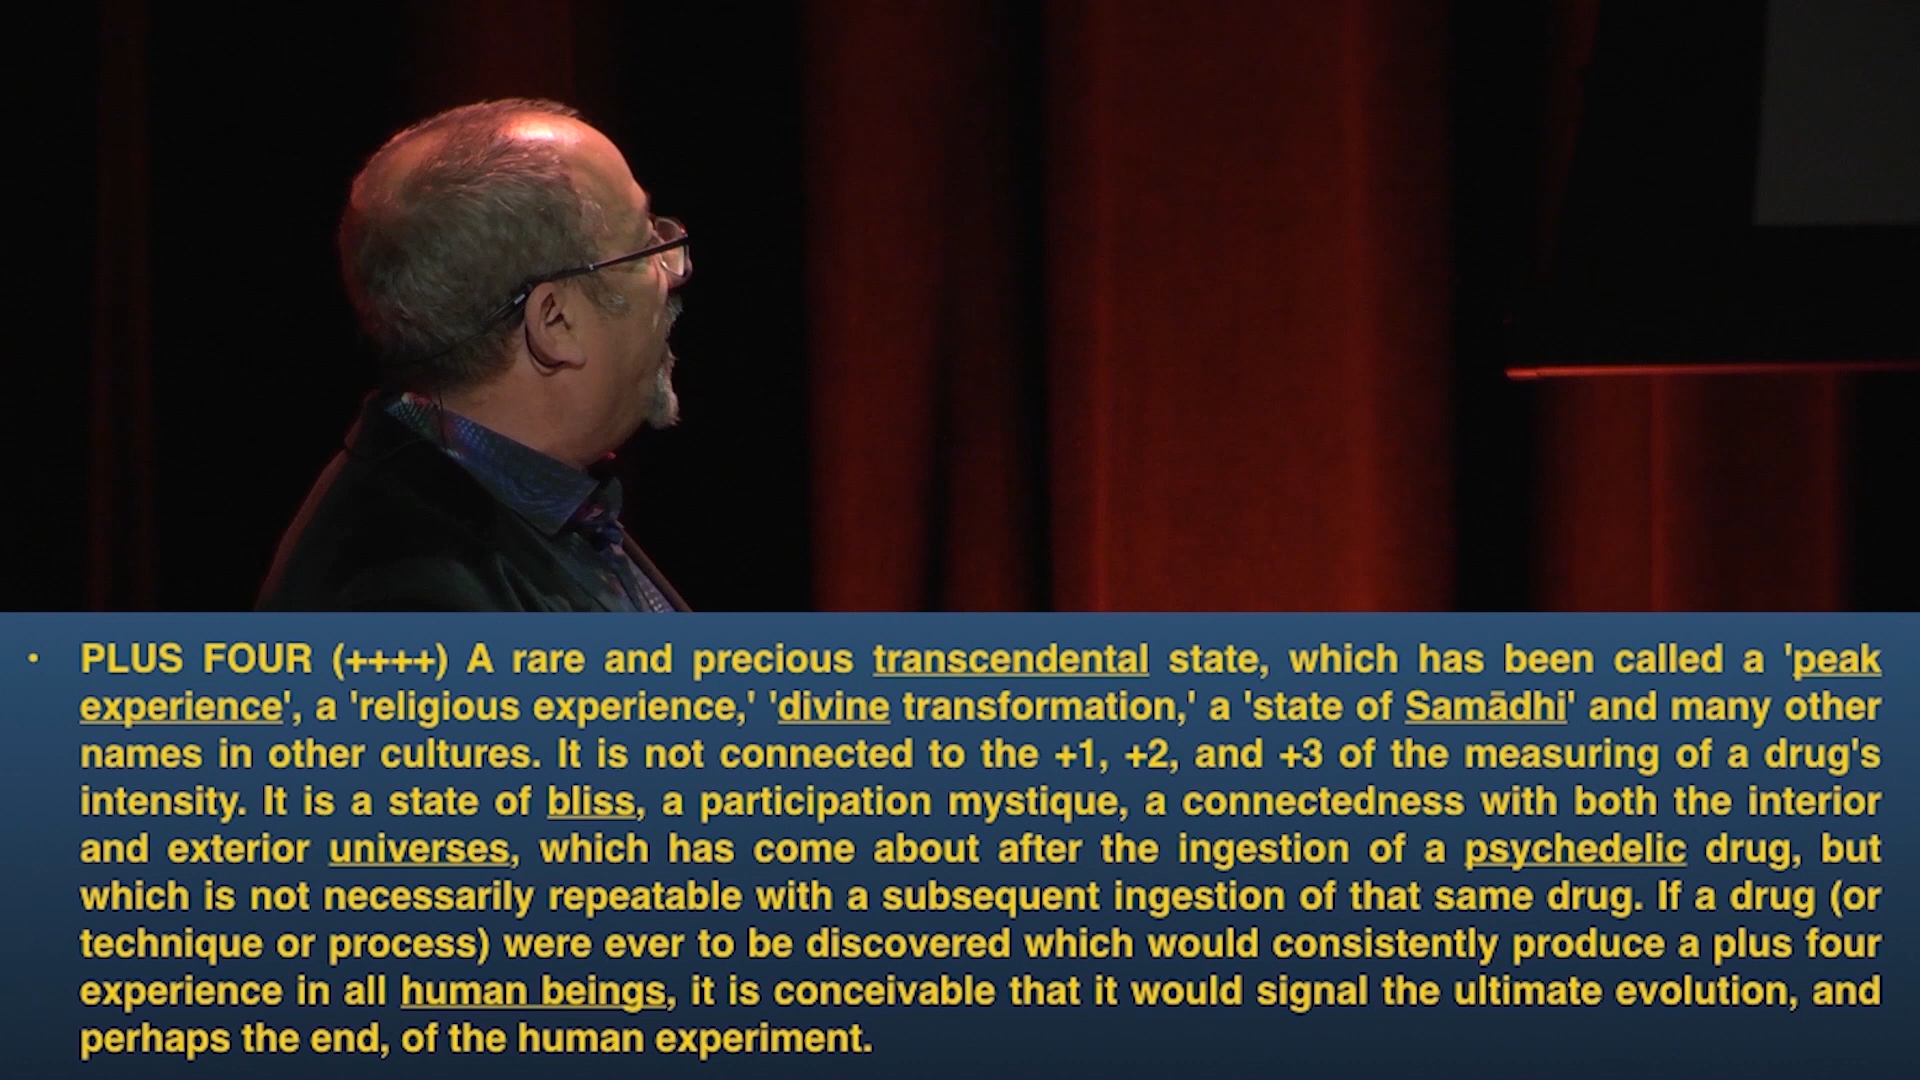 • PLUS FOUR (++++) A rare and precious transcendental state, which has been called a 'peak
experience', a 'religious experience,' 'divine transformation,' a 'state of Samādhi' and many other
names in other cultures. It is not connected to the +1, +2, and +3 of the measuring of a drug's
intensity. It is a state of bliss, a participation mystique, a connectedness with both the interior
and exterior universes, which has come about after the ingestion of a psychedelic drug, but
which is not necessarily repeatable with a subsequent ingestion of that same drug. If a drug (or
technique or process) were ever to be discovered which would consistently produce a plus four
experience in all human beings, it is conceivable that it would signal the ultimate evolution, and
perhaps the end, of the human experiment.